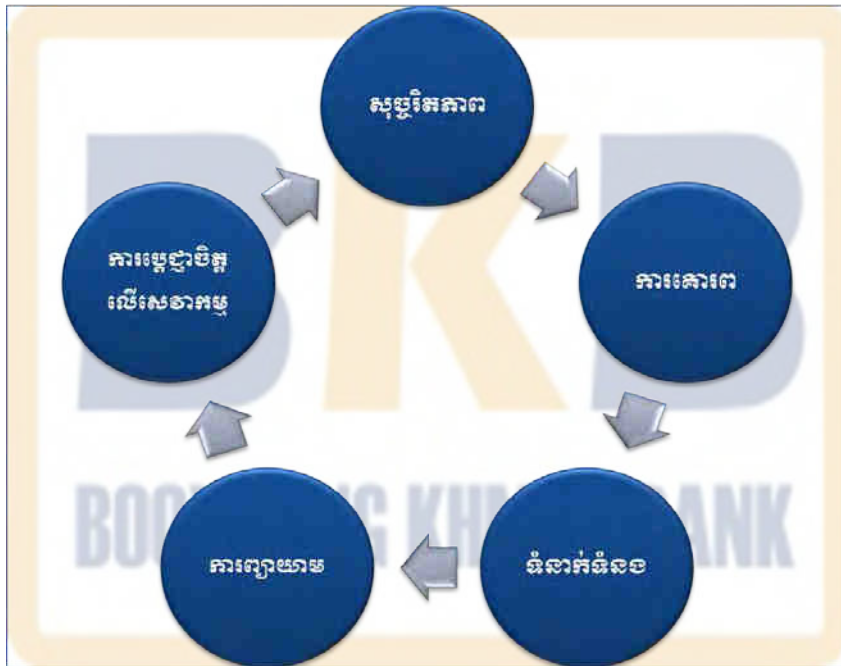 សុច្ចរិតភាព
ការគោរព
ទំនាក់ទំនង
ការព្យាយាម
ការប្តេជ្ញាចិត្ត
លើសេវាកម្ម
BKB